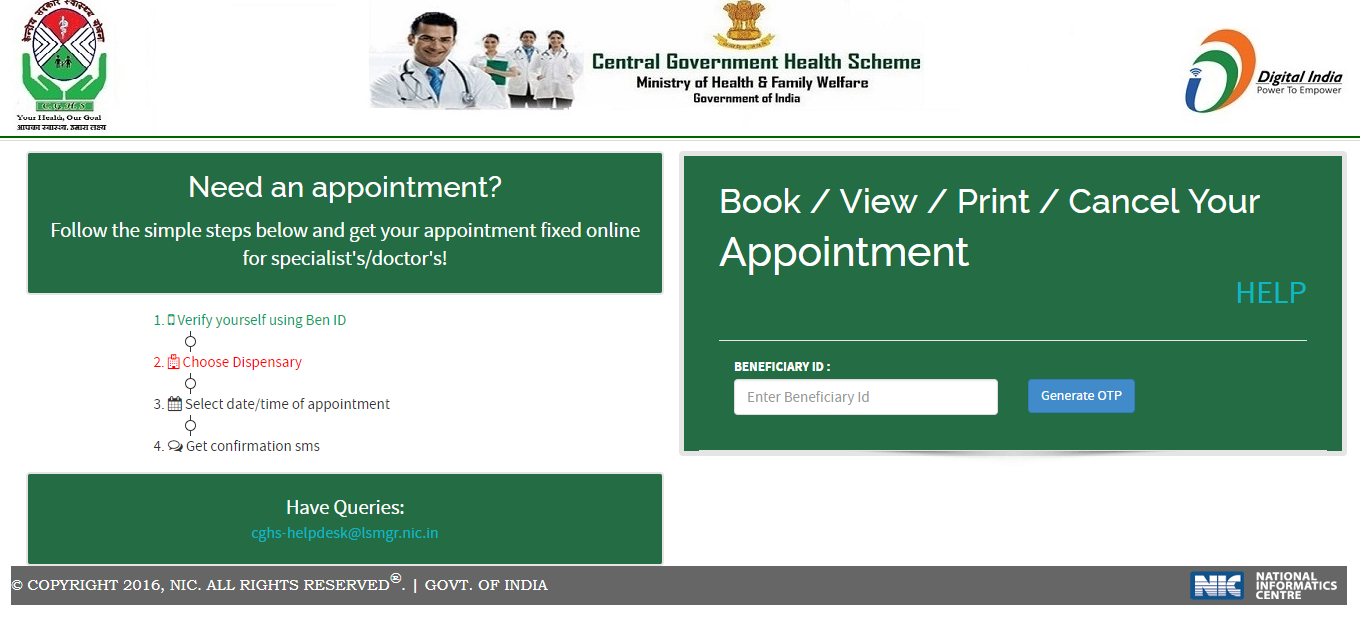 केन्द्रीय सरकार स्वास्थ्य योजना
C.G.H.S
Your Health, Our Goal
आपका स्वास्थ्य, हमारा लक्ष्य
Central Government Health Scheme
Ministry of Health & Family Welfare
Government of India
Digital India
Power To Empower
Need an appointment?
Follow the simple steps below and get your appointment fixed online
for specialist's/doctor's!
1. Verify yourself using Ben ID
2. Choose Dispensary
3. Select date/time of appointment
4. Get confirmation sms
Have Queries:
cghs-helpdesk@lsmgr.nic.in
Book / View / Print / Cancel Your
Appointment
HELP
BENEFICIARY ID :
Enter Beneficiary Id
Generate OTP
© COPYRIGHT 2016, NIC. ALL RIGHTS RESERVED®. | GOVT. OF INDIA
NIC
NATIONAL
INFORMATICS
CENTRE